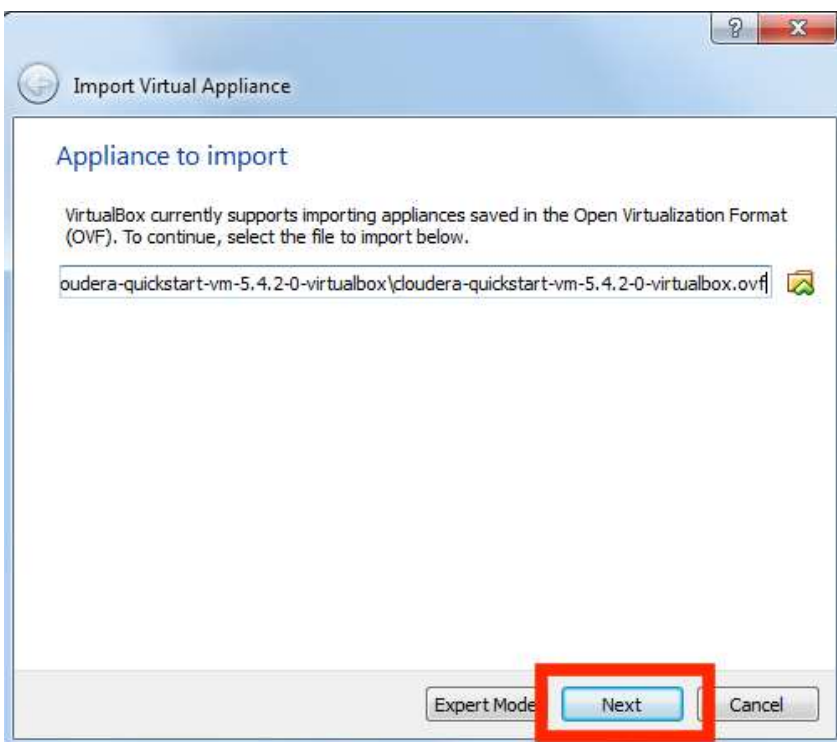 ?
X
Import Virtual Appliance
Appliance to import
VirtualBox currently supports importing appliances saved in the Open Virtualization Format
(OVF). To continue, select the file to import below.
oudera-quickstart-vm-5.4.2-0-virtualbox\cloudera-quickstart-vm-5.4.2-0-virtualbox.ovf
Expert Mode Next Cancel